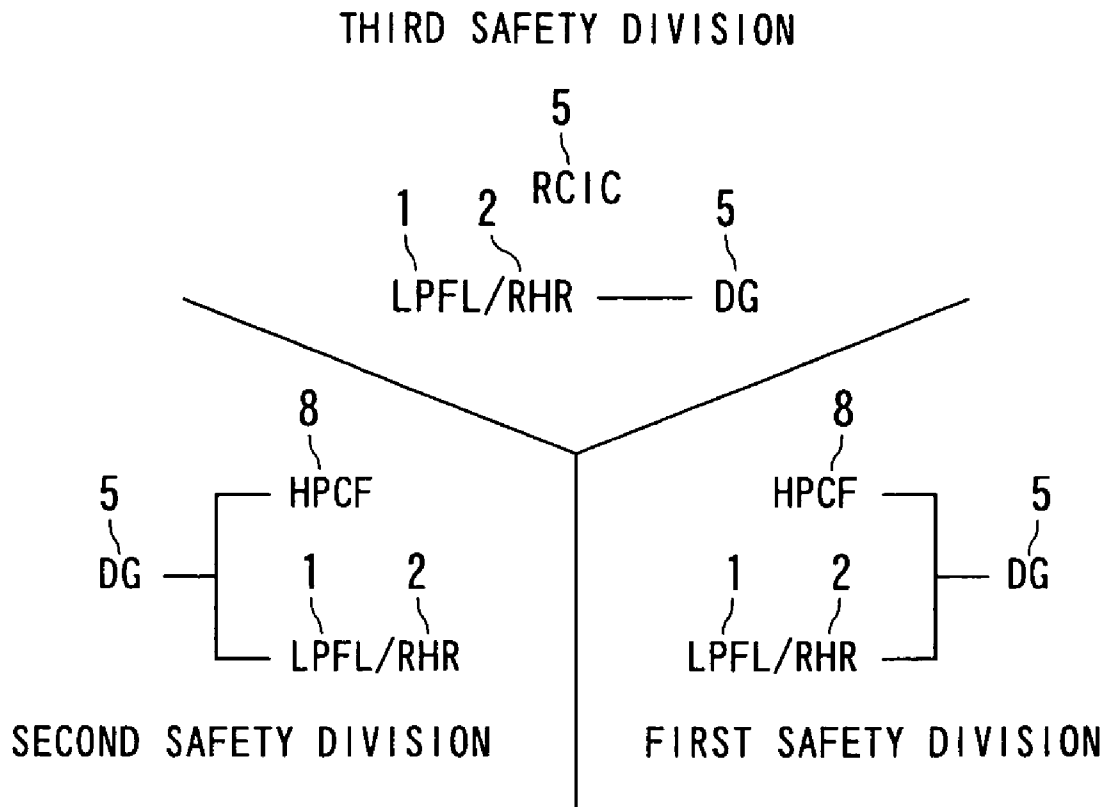 THIRD SAFETY DIVISION
5
RCIC
1 2 5
LPFL/RHR DG
8 8
HPCF HPCF
5 5
DG DG
1 2 1 2
LPFL/RHR LPFL/RHR
SECOND SAFETY DIVISION FIRST SAFETY DIVISION